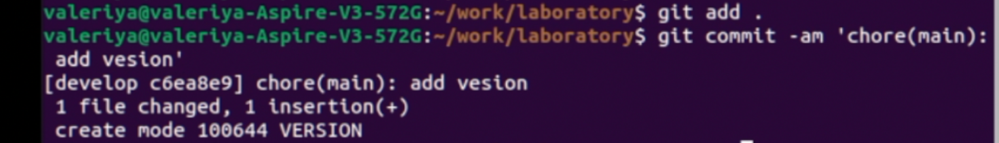 valeriya@valeriya-Aspire-V3-572G:~/work/laboratory$ git add .
valeriya@valeriya-Aspire-V3-572G:~/work/laboratory$ git commit -am 'chore(main):
 add vesion'
[develop c6ea8e9] chore(main): add vesion
 1 file changed, 1 insertion(+)
 create mode 100644 VERSION